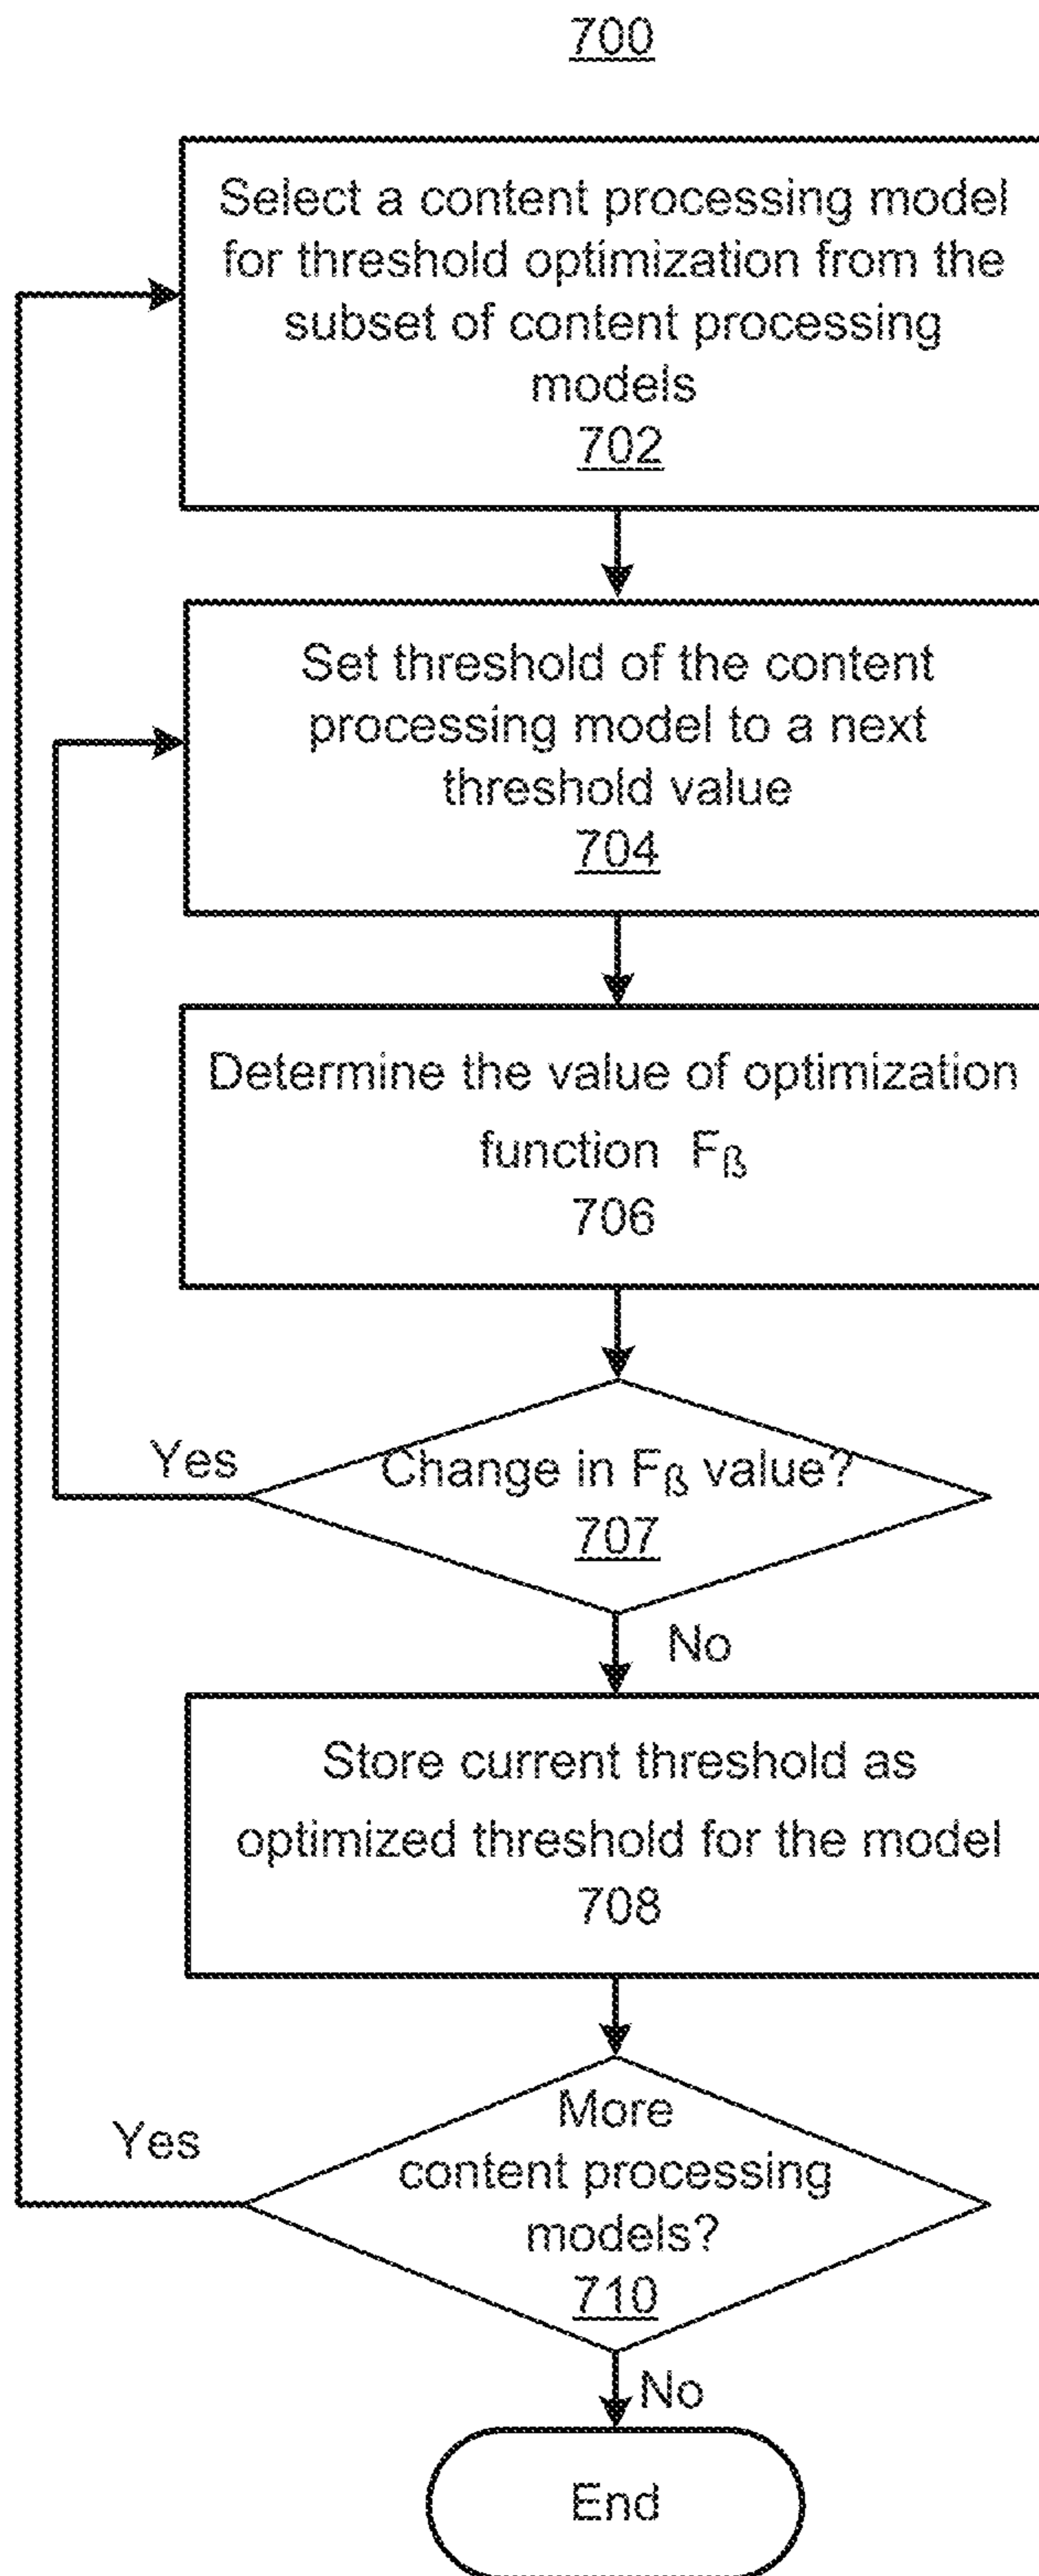 700
Select a content processing model
for threshold optimization from the
subset of content processing
models
702
Set threshold of the content
processing model to a next
threshold value
704
Determine the value of optimization
function Fß
706
Yes
Change in Fß value?
707
No
Store current threshold as
optimized threshold for the model
708
Yes
More
content processing
models?
710
No
End